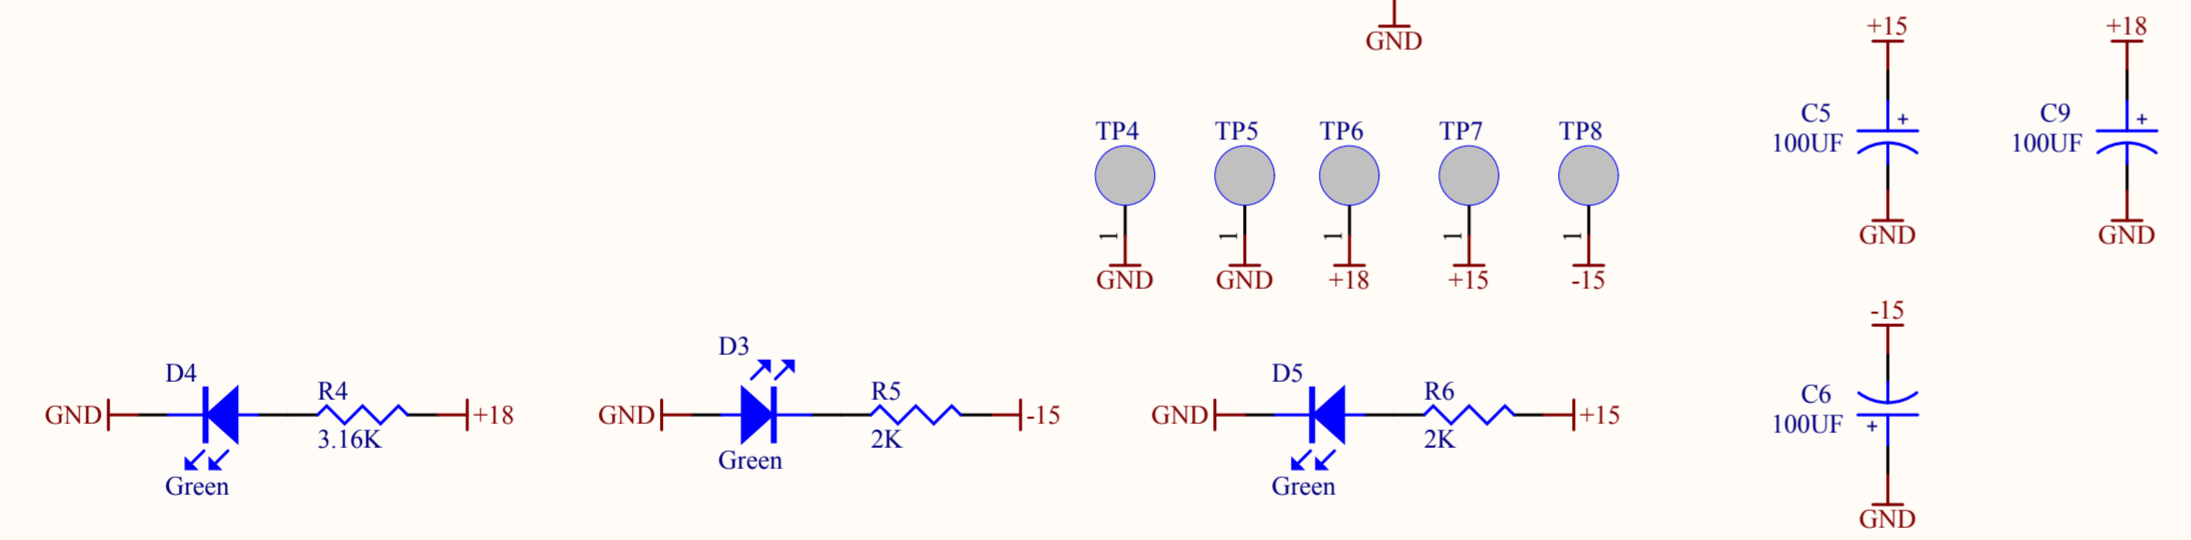 GND
+15
+18
C5
100UF
+
C9
100UF
+
GND
GND
TP4
TP5
TP6
TP7
TP8
1
1
1
1
1
GND
GND
+18
+15
-15
D4
GND
R4
3.16K
+18
Green
D3
GND
R5
2K
-15
Green
D5
GND
R6
2K
+15
Green
-15
C6
100UF
+
GND